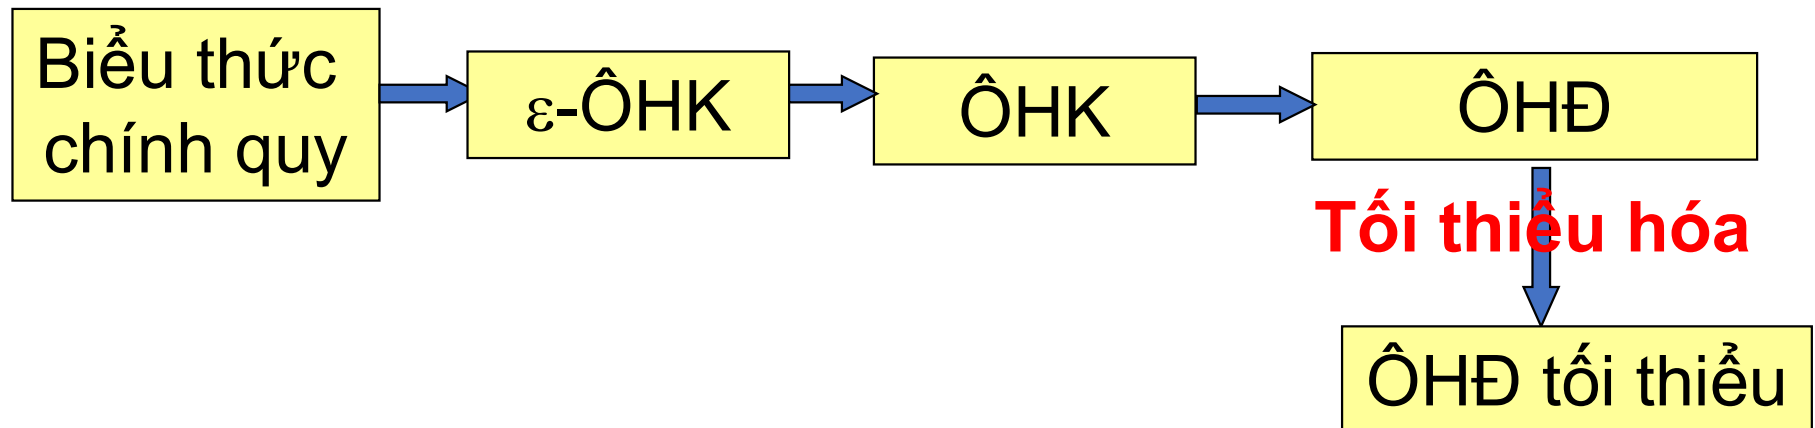 Biểu thức
chính quy
ε-ÔHK
ÔHK
ÔHĐ
Tối thiểu hóa
ÔHĐ tối thiểu